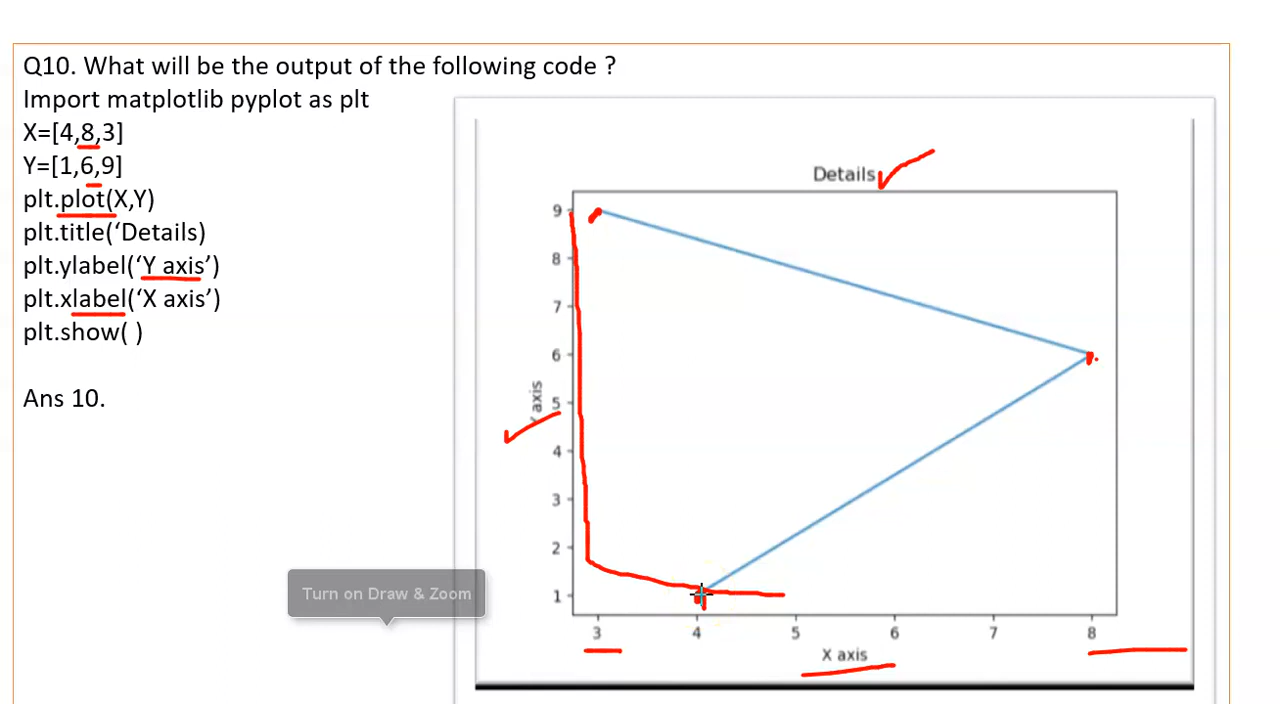 Q10. What will be the output of the following code ?
Import matplotlib pyplot as plt
X=[4,8,3]
Y=[1,6,9]
plt.plot(X,Y)
plt.title(‘Details)
plt.ylabel(‘Y axis’)
plt.xlabel(‘X axis’)
plt.show( )
Ans 10.
Details
9
8
7
6
5
4
3
2
1
Y axis
3 4 5 6 7 8
X axis
Turn on Draw & Zoom